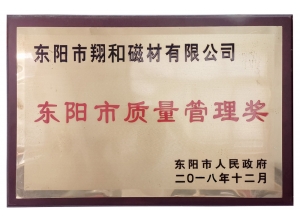 东阳市翔和磁材有限公司
东阳市质量管理奖
东阳市人民政府
二〇一八年十二月